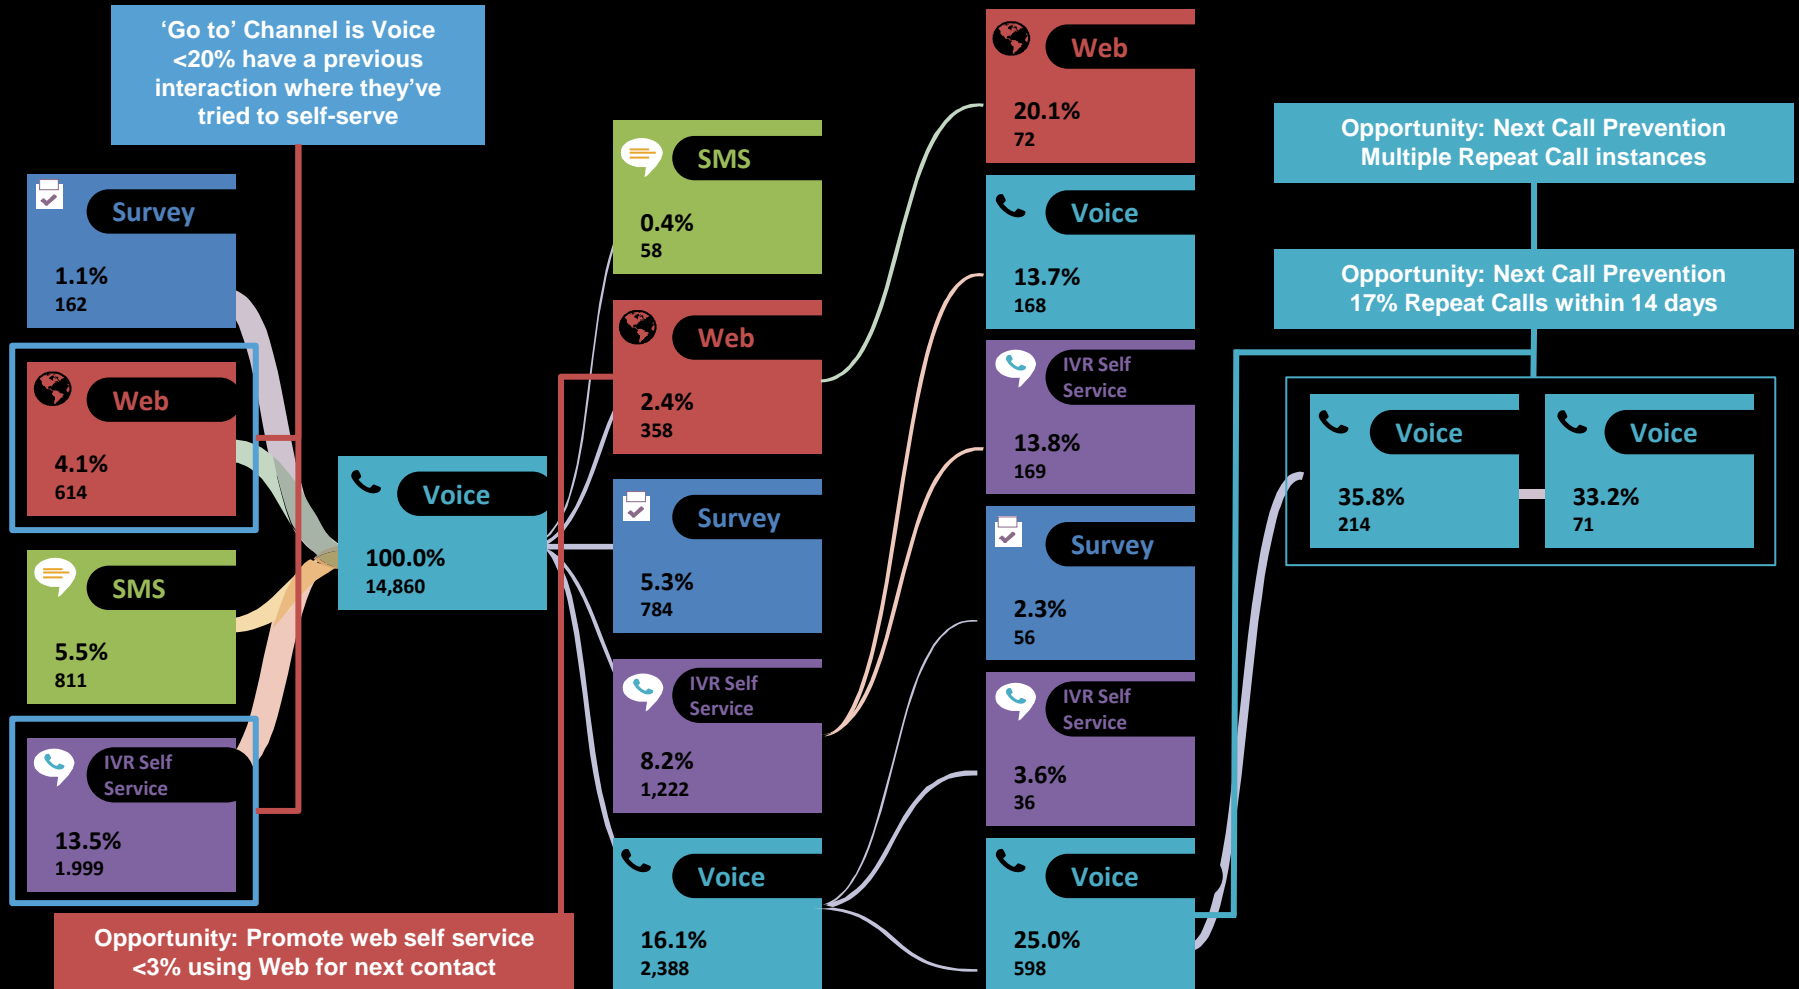 ‘Go to’ Channel is Voice
<20% have a previous
interaction where they’ve
tried to self-serve
Survey
1.1%
162
Web
4.1%
614
SMS
5.5%
811
IVR Self
Service
13.5%
1.999
Opportunity: Promote web self service
<3% using Web for next contact
Voice
100.0%
14,860
SMS
0.4%
58
Web
2.4%
358
Survey
5.3%
784
IVR Self
Service
8.2%
1,222
Voice
16.1%
2,388
Web
20.1%
72
Voice
13.7%
168
IVR Self
Service
13.8%
169
Survey
2.3%
56
IVR Self
Service
3.6%
36
Voice
25.0%
598
Opportunity: Next Call Prevention
Multiple Repeat Call instances
Opportunity: Next Call Prevention
17% Repeat Calls within 14 days
Voice
35.8%
214
Voice
33.2%
71